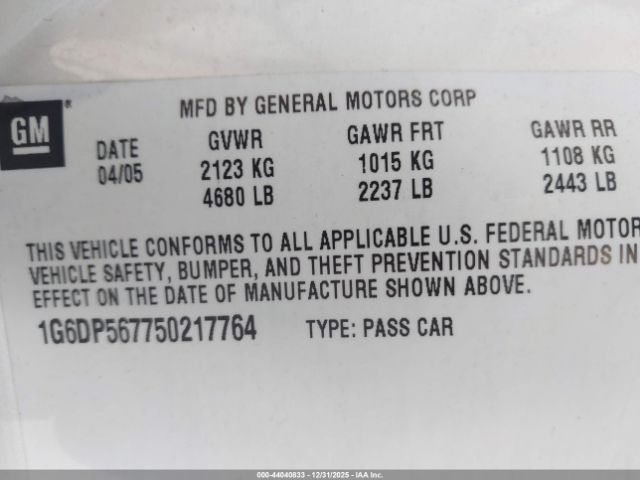 GM ®
MFD BY GENERAL MOTORS CORP
DATE GVWR GAWR FRT GAWR RR
04/05 2123 KG 1015 KG 1108 KG
4680 LB 2237 LB 2443 LB
THIS VEHICLE CONFORMS TO ALL APPLICABLE U.S. FEDERAL MOTOR
VEHICLE SAFETY, BUMPER, AND THEFT PREVENTION STANDARDS IN
EFFECT ON THE DATE OF MANUFACTURE SHOWN ABOVE.
1G6DP567750217764 TYPE: PASS CAR
000-44040833 - 12/31/2025 - IAA Inc.